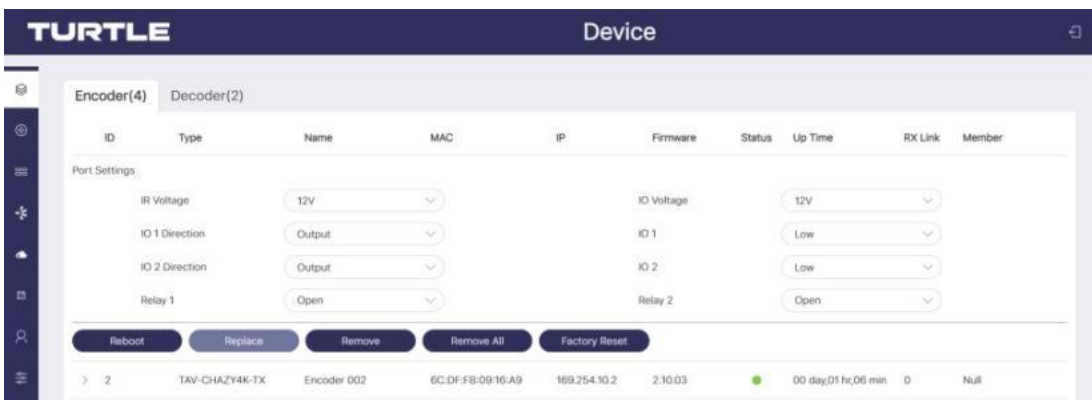 TURTLE Device
Encoder(4) Decoder(2)
ID Type Name MAC IP Firmware Status Up Time RX Link Member
Port Settings
IR Voltage 12V IO Voltage 12V
IO 1 Direction Output IO 1 Low
IO 2 Direction Output IO 2 Low
Relay 1 Open Relay 2 Open
Reboot Replace Remove Remove All Factory Reset
2 TAV-CHAZY4K-TX Encoder 002 6C:DF:FB:09:16:A9 169.254.10.2 2.10.03 00 day,01 hr,06 min 0 Null